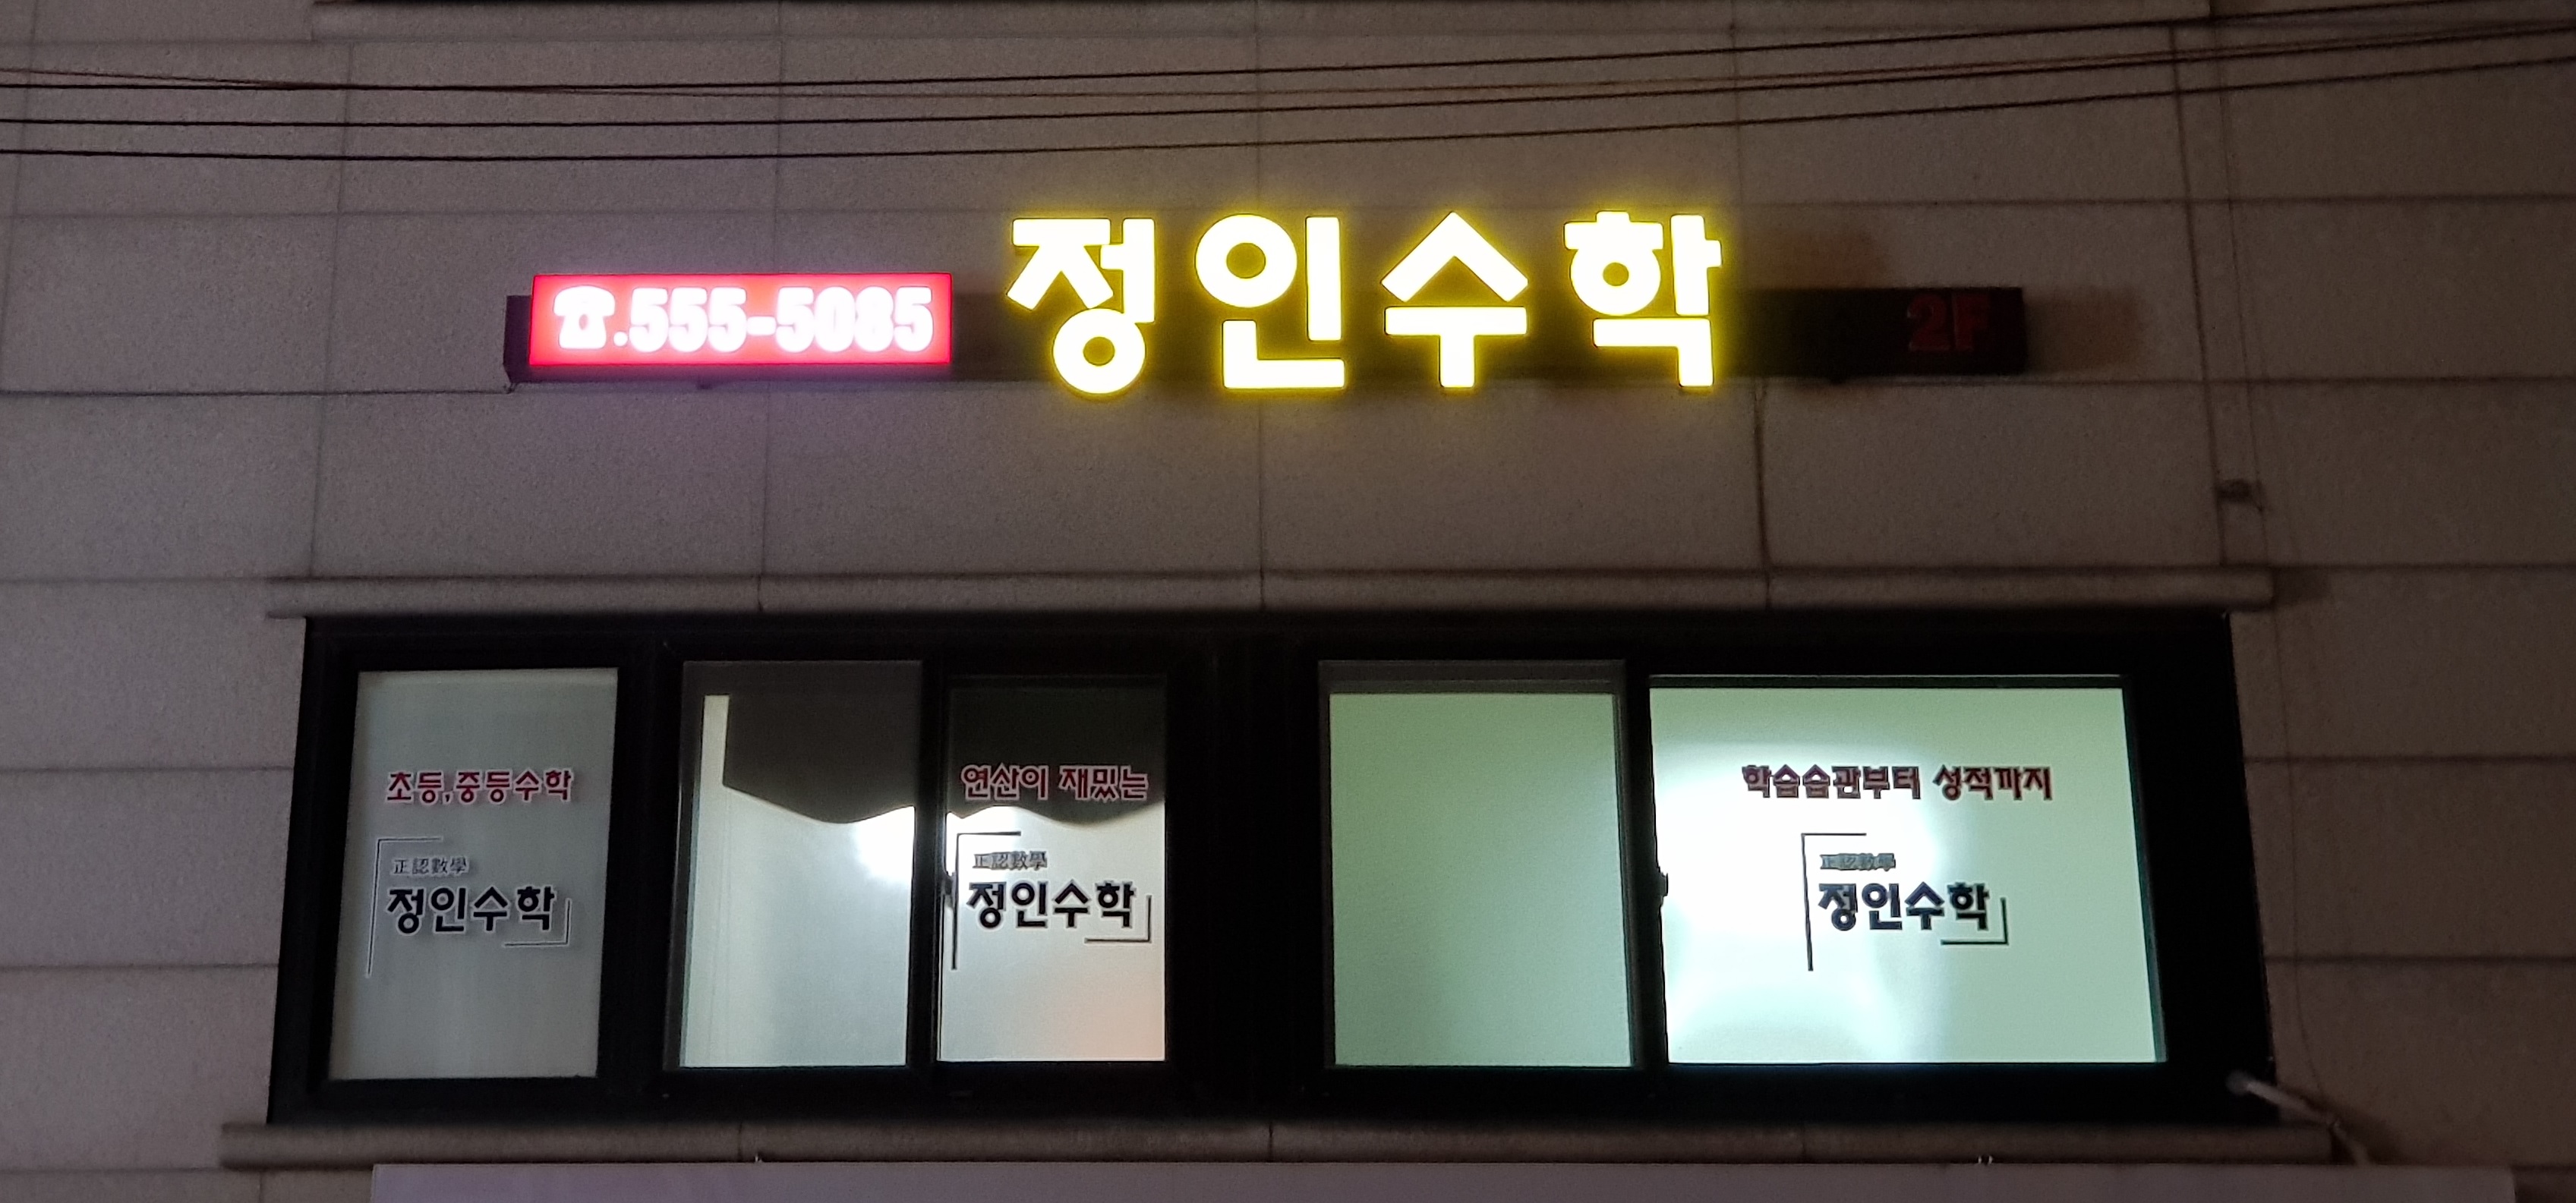 ☎.555-5085
정인수학
2F
초등,중등수학
正認數學
정인수학
연산이 재밌는
正認數學
정인수학
학습습관부터 성적까지
正認數學
정인수학